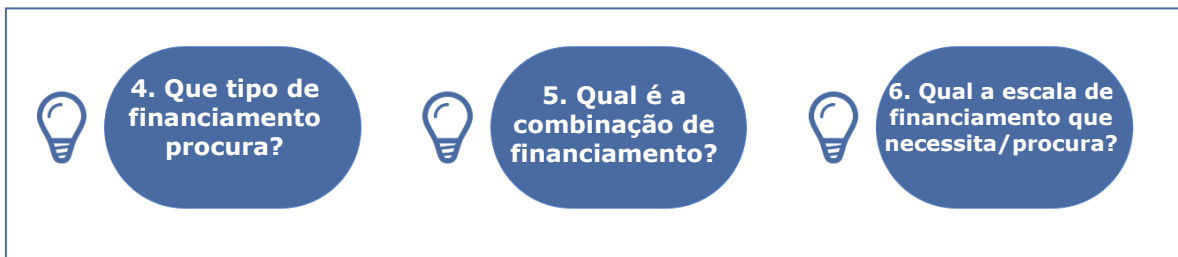 4. Que tipo de
financiamento
procura?
5. Qual é a
combinação de
financiamento?
6. Qual a escala de
financiamento que
necessita/procura?